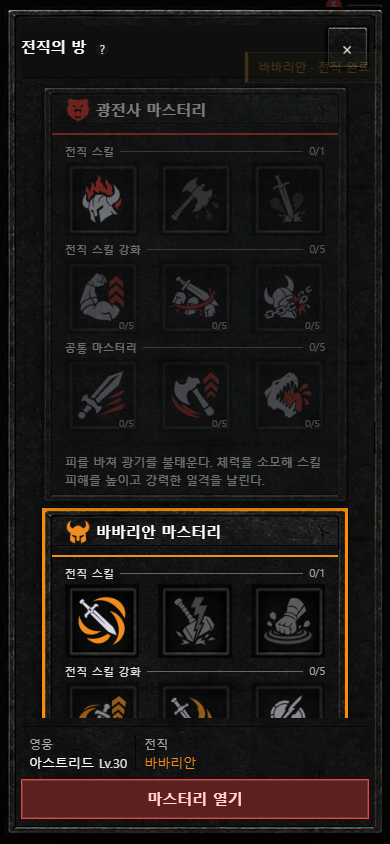 전직의 방 ?
×
바바리안 - 전직 완료
광전사 마스터리
전직 스킬 0/1
전직 스킬 강화 0/5
0/5 0/5 0/5
공통 마스터리 0/5
0/5 0/5 0/5
피를 바쳐 광기를 불태운다. 체력을 소모해 스킬
피해를 높이고 강력한 일격을 날린다.
바바리안 마스터리
전직 스킬 0/1
전직 스킬 강화 0/5
영웅 전직
아스트리드 Lv.30 바바리안
마스터리 열기